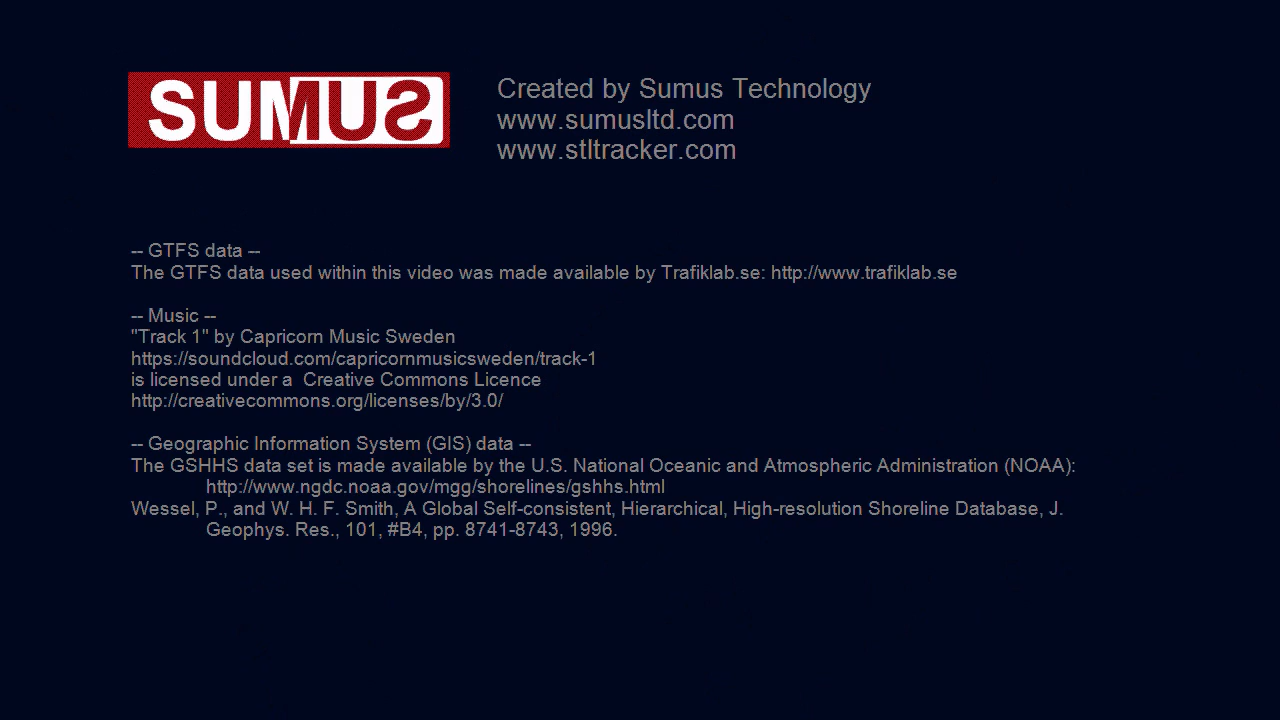 SUMUS
Created by Sumus Technology
www.sumusltd.com
www.stltracker.com
-- GTFS data --
The GTFS data used within this video was made available by Trafiklab.se: http://www.trafiklab.se
-- Music --
"Track 1" by Capricorn Music Sweden
https://soundcloud.com/capricornmusicsweden/track-1
is licensed under a  Creative Commons Licence
http://creativecommons.org/licenses/by/3.0/
-- Geographic Information System (GIS) data --
The GSHHS data set is made available by the U.S. National Oceanic and Atmospheric Administration (NOAA):
http://www.ngdc.noaa.gov/mgg/shorelines/gshhs.html
Wessel, P., and W. H. F. Smith, A Global Self-consistent, Hierarchical, High-resolution Shoreline Database, J.
Geophys. Res., 101, #B4, pp. 8741-8743, 1996.